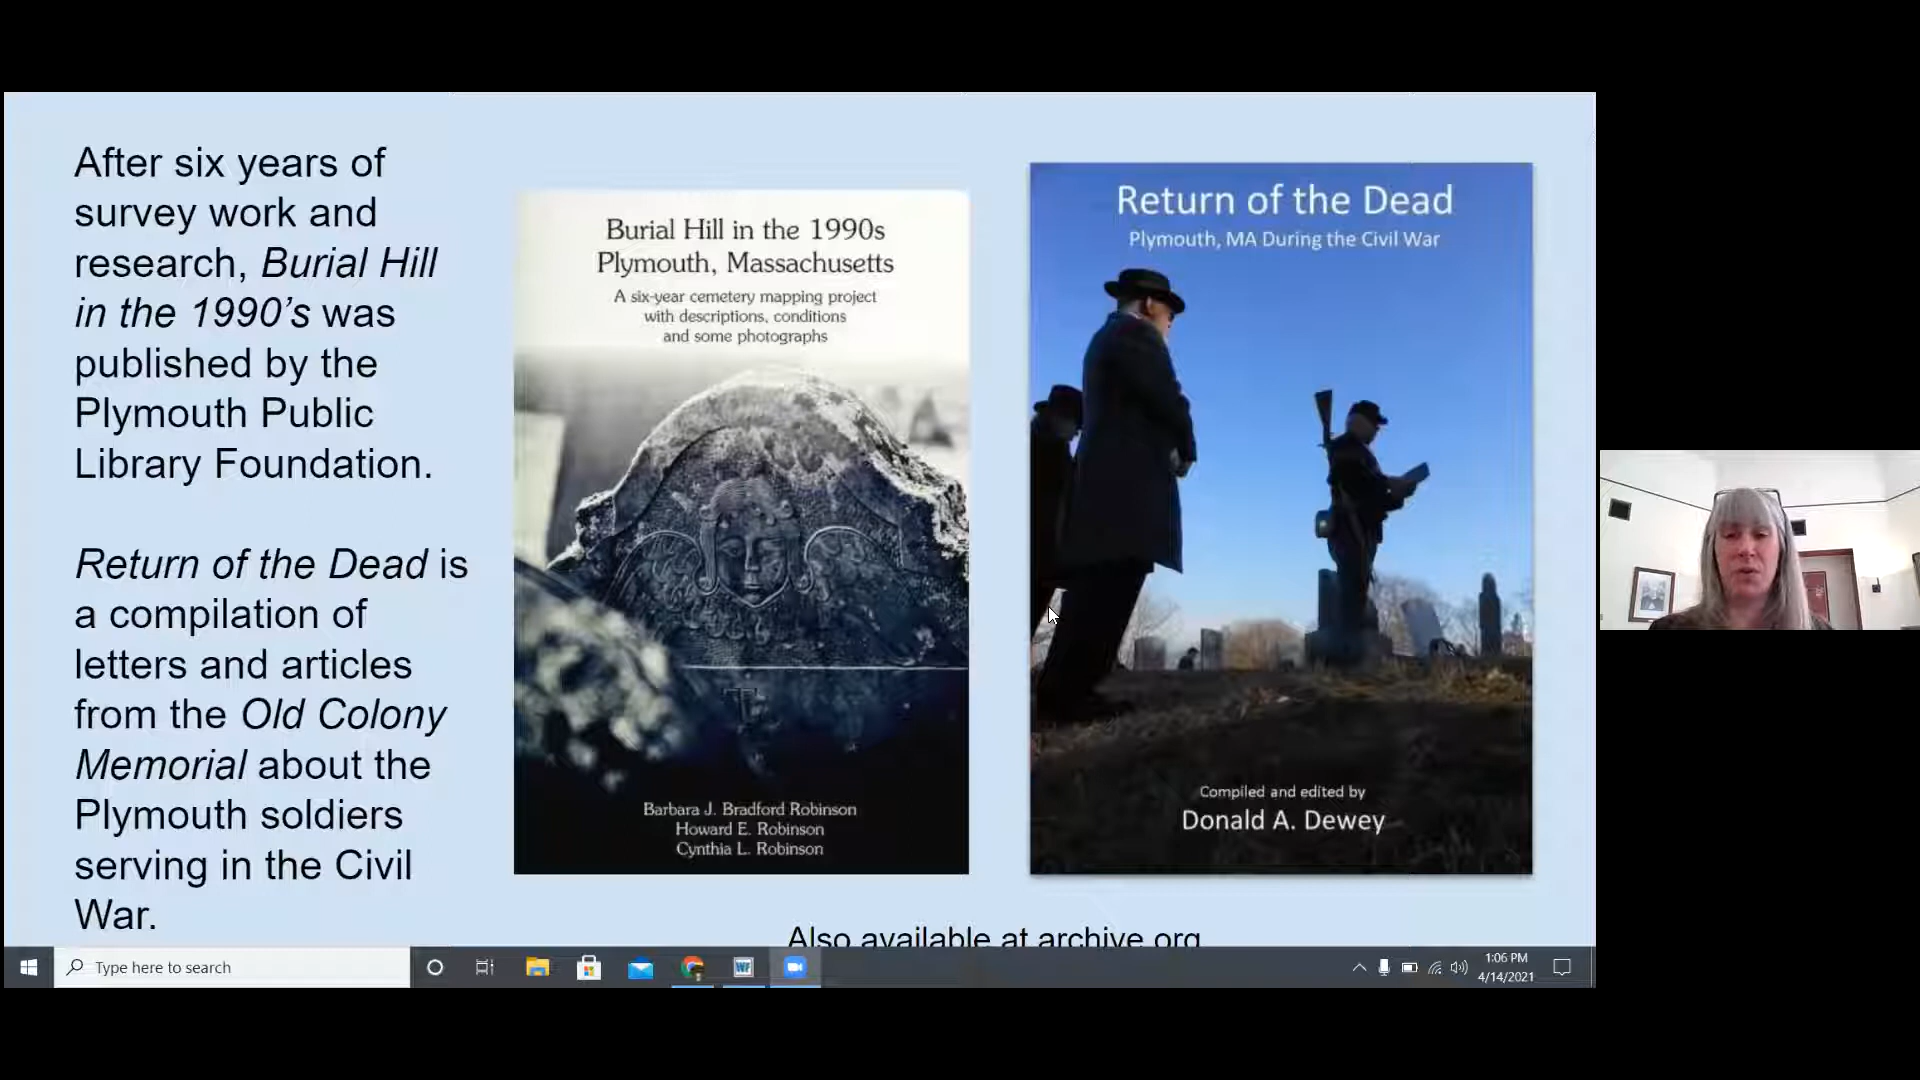 After six years of
survey work and
research, Burial Hill
in the 1990’s was
published by the
Plymouth Public
Library Foundation.
Return of the Dead is
a compilation of
letters and articles
from the Old Colony
Memorial about the
Plymouth soldiers
serving in the Civil
War.
Burial Hill in the 1990s
Plymouth, Massachusetts
A six-year cemetery mapping project
with descriptions, conditions
and some photographs
Barbara J. Bradford Robinson
Howard E. Robinson
Cynthia L. Robinson
Return of the Dead
Plymouth, MA During the Civil War
Compiled and edited by
Donald A. Dewey
Also available at archive.org
Type here to search
1:06 PM
4/14/2021